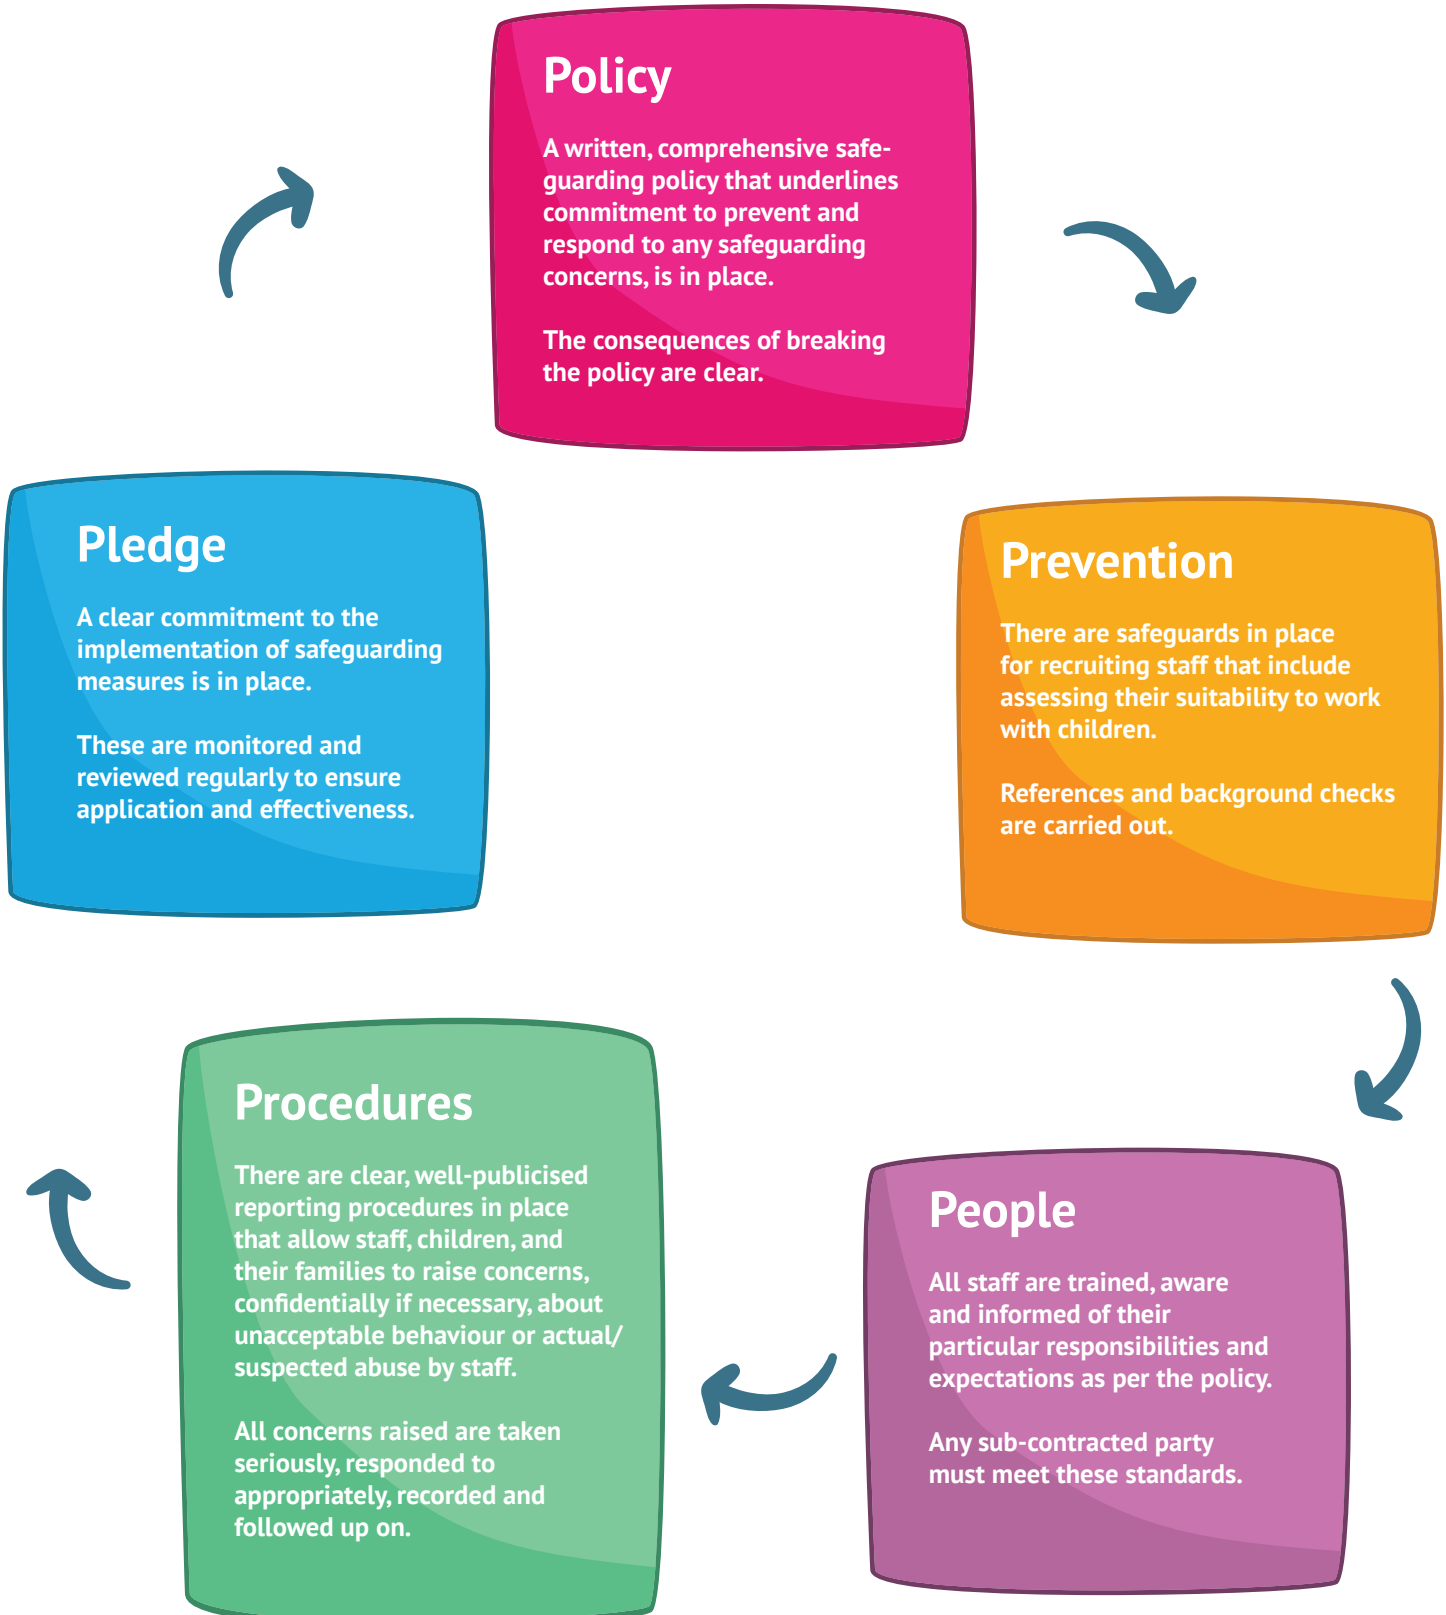 Policy
A written, comprehensive safe-
guarding policy that underlines
commitment to prevent and
respond to any safeguarding
concerns, is in place.
The consequences of breaking
the policy are clear.
Prevention
There are safeguards in place
for recruiting staff that include
assessing their suitability to work
with children.
References and background checks
are carried out.
People
All staff are trained, aware
and informed of their
particular responsibilities and
expectations as per the policy.
Any sub-contracted party
must meet these standards.
Procedures
There are clear, well-publicised
reporting procedures in place
that allow staff, children, and
their families to raise concerns,
confidentially if necessary, about
unacceptable behaviour or actual/
suspected abuse by staff.
All concerns raised are taken
seriously, responded to
appropriately, recorded and
followed up on.
Pledge
A clear commitment to the
implementation of safeguarding
measures is in place.
These are monitored and
reviewed regularly to ensure
application and effectiveness.